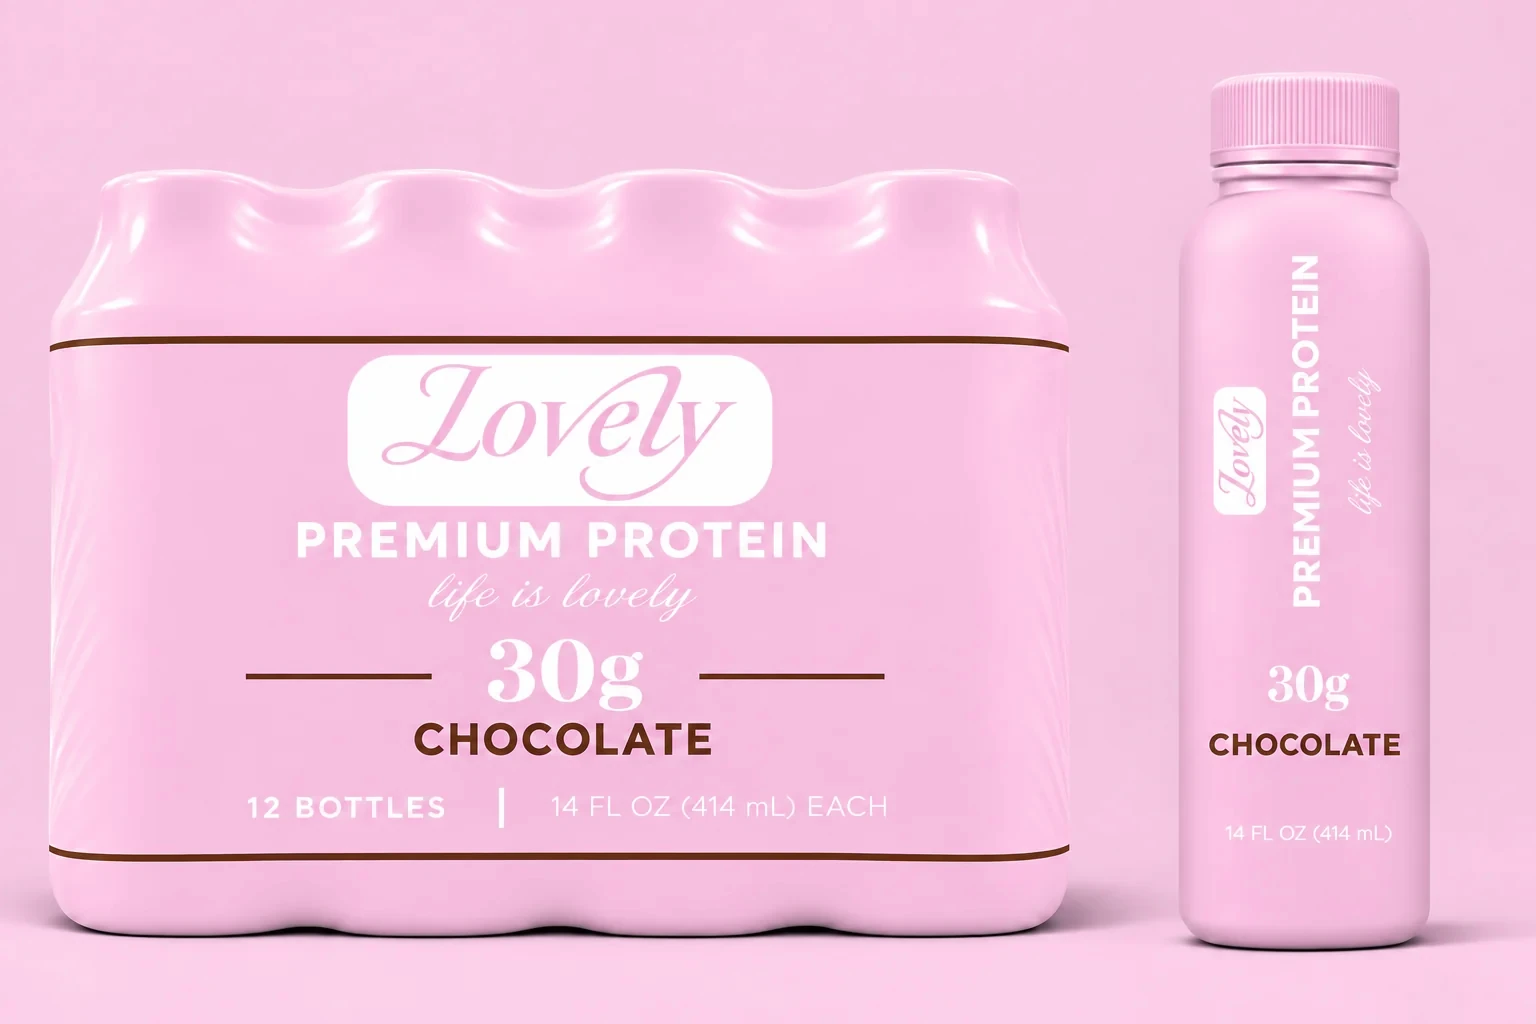 Lovely
PREMIUM PROTEIN
life is lovely
30g
CHOCOLATE
12 BOTTLES | 14 FL OZ (414 mL) EACH
Lovely
PREMIUM PROTEIN
life is lovely
30g
CHOCOLATE
14 FL OZ (414 mL)